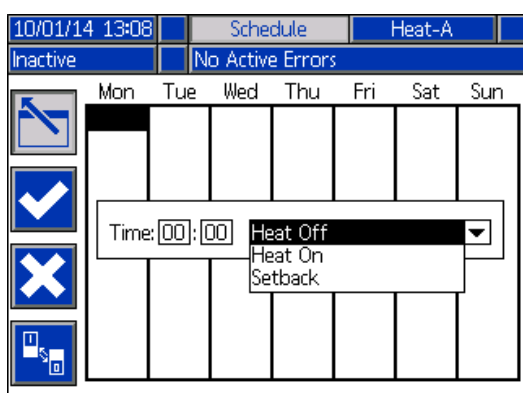 10/01/14 13:08 Schedule Heat-A
Inactive No Active Errors
Mon Tue Wed Thu Fri Sat Sun
Time: 00 : 00 Heat Off
Heat On
Setback